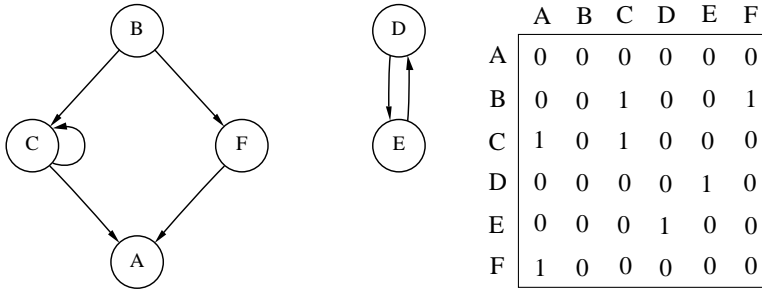 B
C
F
A
D
E
A B C D E F
A 0 0 0 0 0 0
B 0 0 1 0 0 1
C 1 0 1 0 0 0
D 0 0 0 0 1 0
E 0 0 0 1 0 0
F 1 0 0 0 0 0